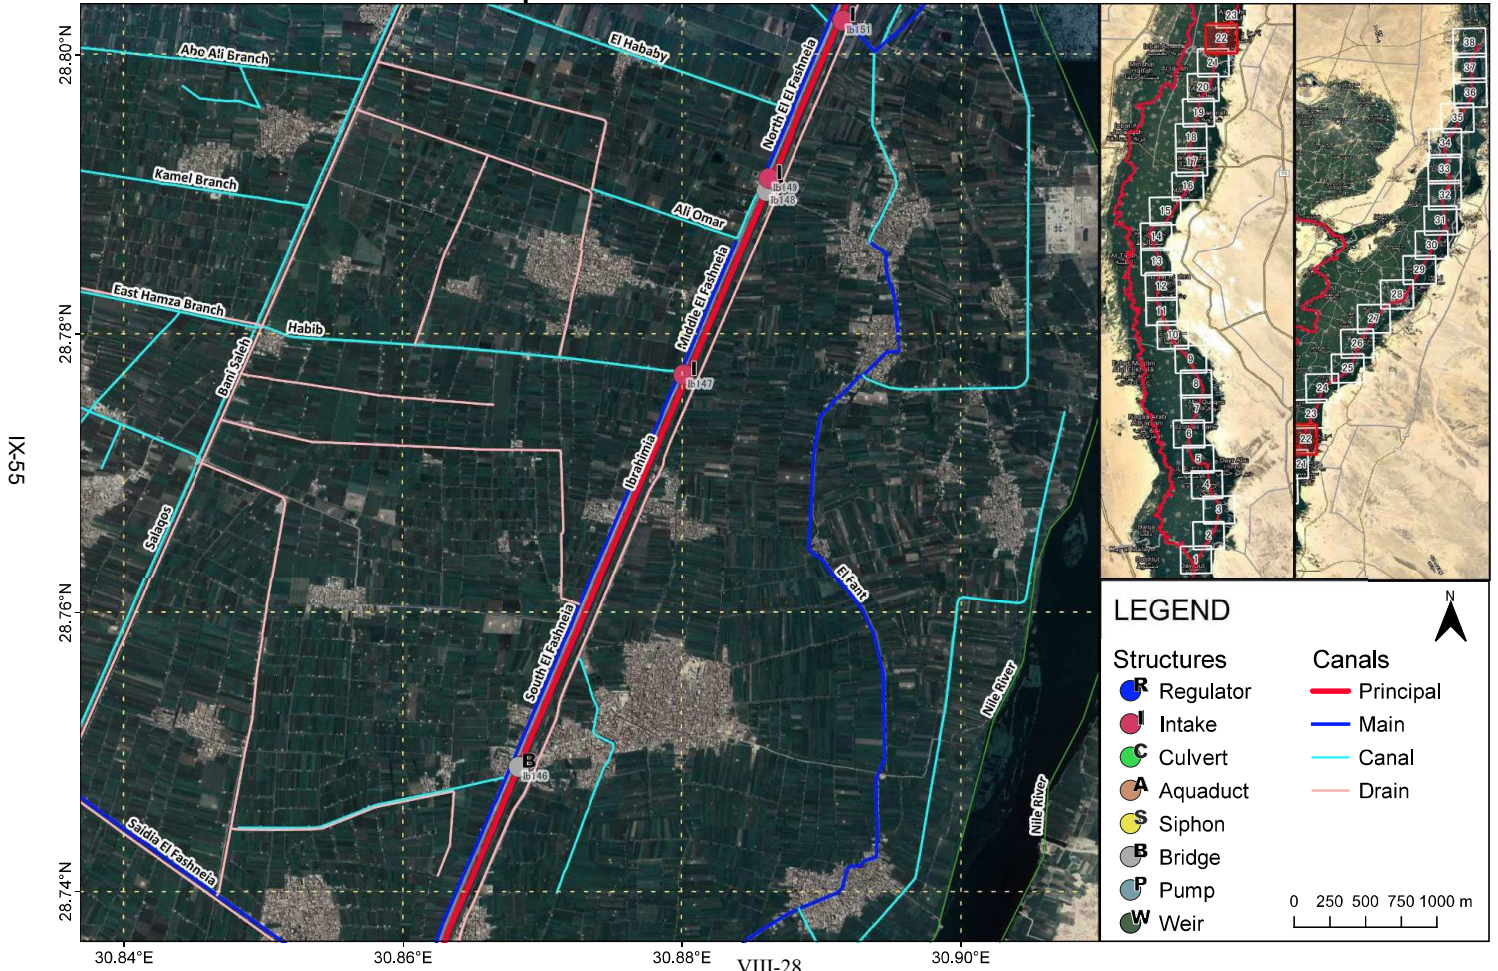 28.80°N
28.78°N
28.76°N
28.74°N
30.84°E
30.86°E
30.88°E
30.90°E
IX-55
VIII-28
Abo Ali Branch
El Hababy
North El El Fashneia
Ib151
Kamel Branch
Ali Omar
Ib149
Ib148
East Hamza Branch
Habib
Middle El Fashneia
Ib147
Bani Saleh
Ibrahimia
Salaqos
El Fant
South El Fashneia
Nile River
Nile River
B
Ib146
Saidia El Fashneia
23
22
21
20
19
18
17
16
15
14
13
12
11
10
9
8
7
6
5
4
3
2
1
38
37
36
35
34
33
32
31
30
29
28
27
26
25
24
23
22
21
LEGEND
N
Structures
R Regulator
I Intake
C Culvert
A Aquaduct
S Siphon
B Bridge
P Pump
W Weir
Canals
Principal
Main
Canal
Drain
0 250 500 750 1000 m